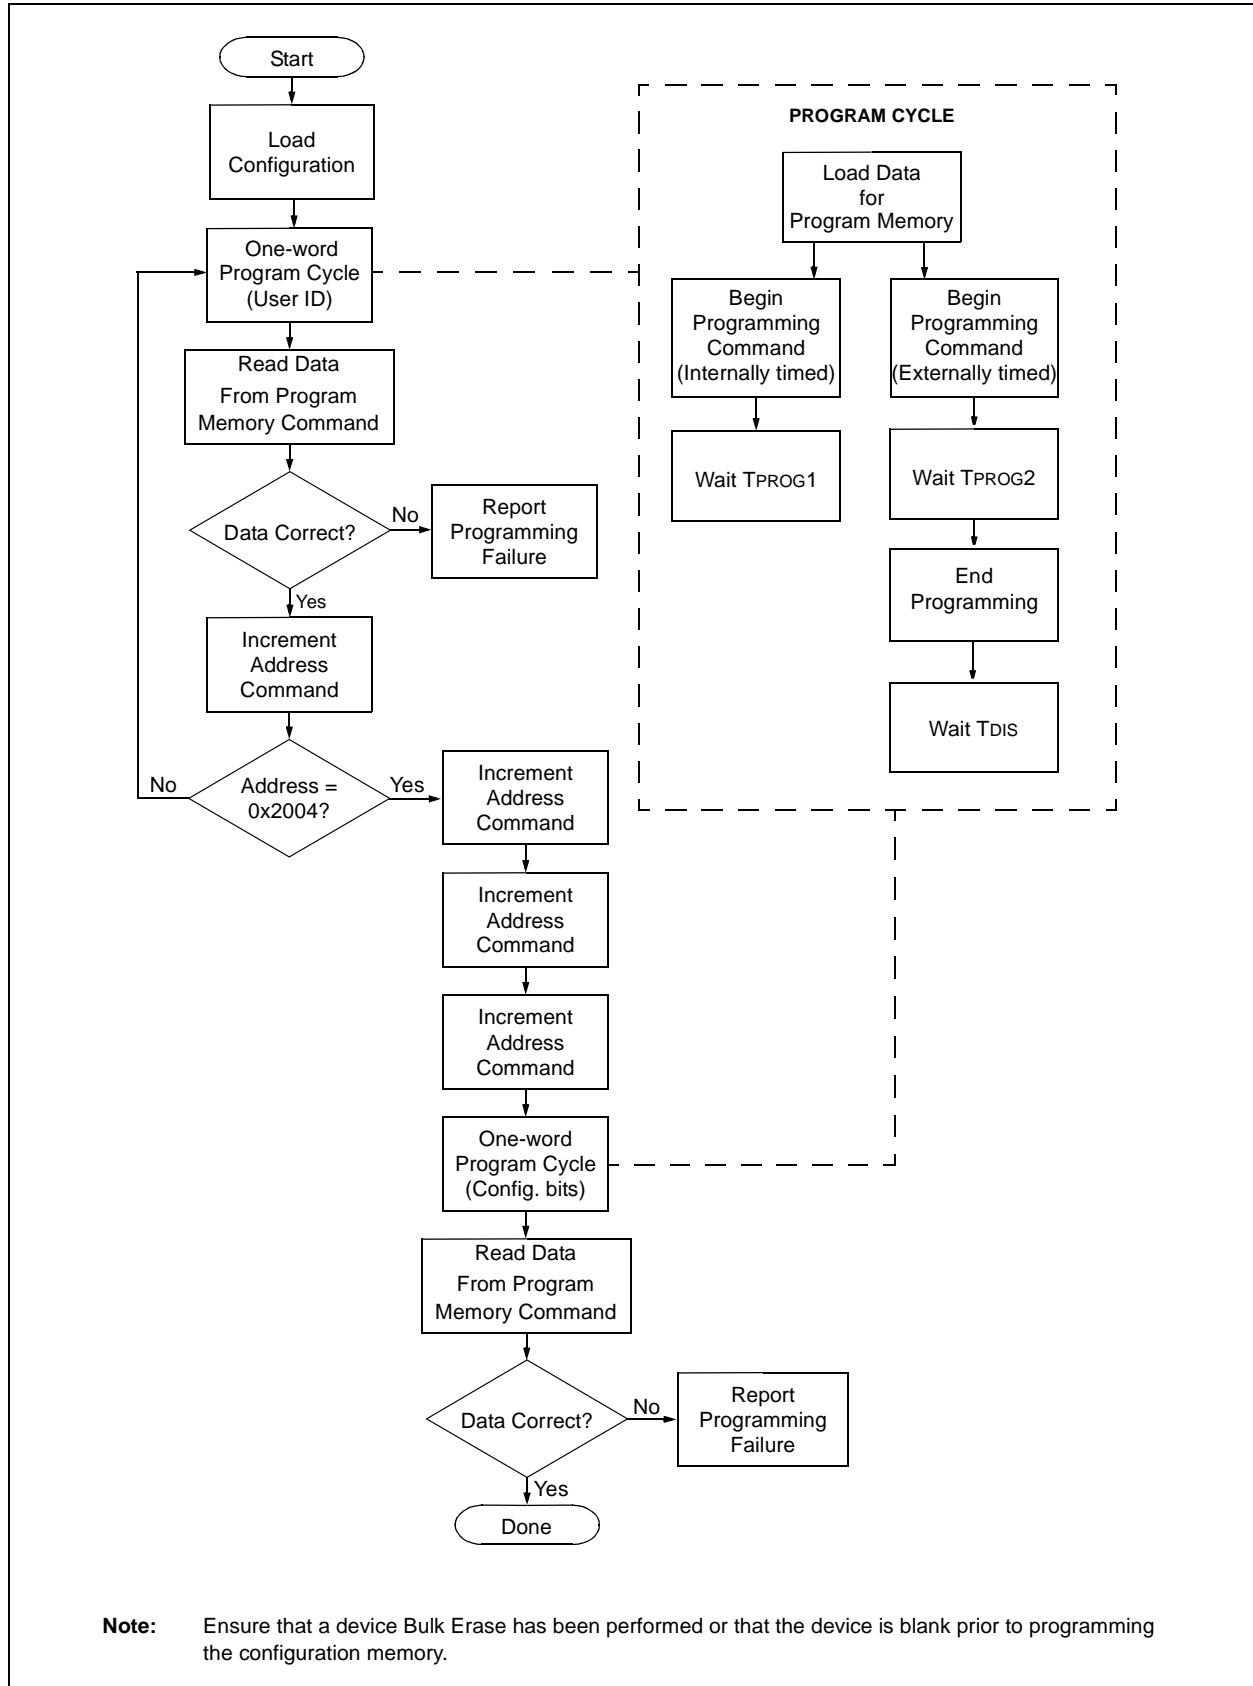 Start
Load
Configuration
One-word
Program Cycle
(User ID)
Read Data
From Program
Memory Command
Data Correct?
No
Report
Programming
Failure
Yes
Increment
Address
Command
Address =
0x2004?
No
Yes
Increment
Address
Command
Increment
Address
Command
Increment
Address
Command
One-word
Program Cycle
(Config. bits)
Read Data
From Program
Memory Command
Data Correct?
No
Report
Programming
Failure
Yes
Done
PROGRAM CYCLE
Load Data
for
Program Memory
Begin
Programming
Command
(Internally timed)
Wait TPROG1
Begin
Programming
Command
(Externally timed)
Wait TPROG2
End
Programming
Wait TDIS
Note: Ensure that a device Bulk Erase has been performed or that the device is blank prior to programming
the configuration memory.